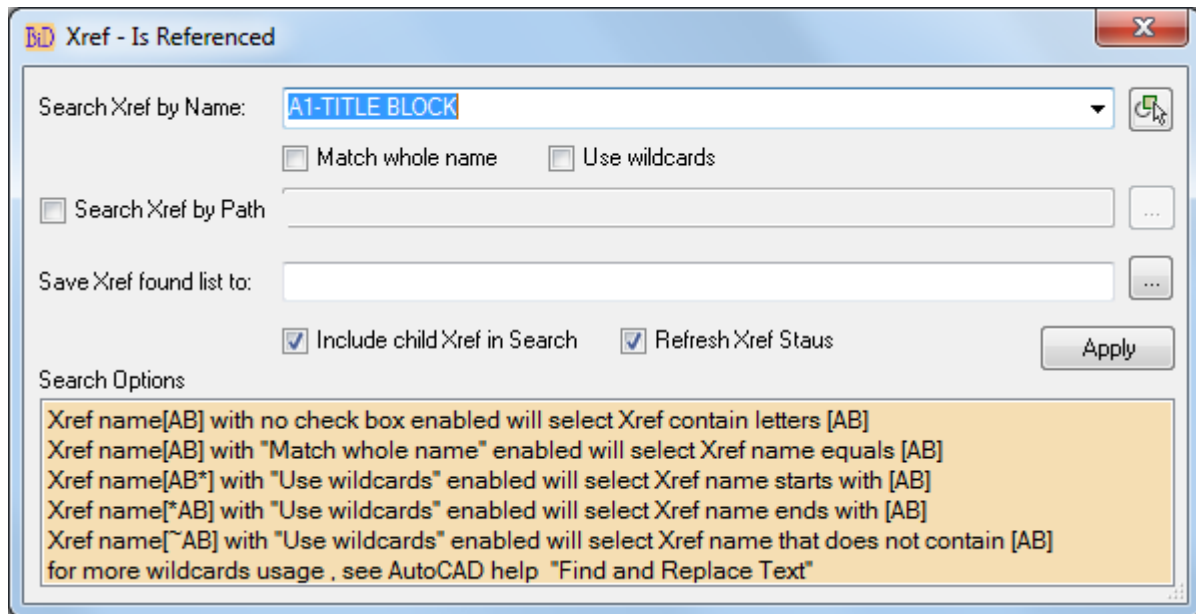 BiD Xref - Is Referenced
Search Xref by Name: A1-TITLE BLOCK
Match whole name Use wildcards
Search Xref by Path ...
Save Xref found list to: ...
Include child Xref in Search Refresh Xref Staus
Apply
Search Options
Xref name[AB] with no check box enabled will select Xref contain letters [AB]
Xref name[AB] with "Match whole name" enabled will select Xref name equals [AB]
Xref name[AB*] with "Use wildcards" enabled will select Xref name starts with [AB]
Xref name[*AB] with "Use wildcards" enabled will select Xref name ends with [AB]
Xref name[~AB] with "Use wildcards" enabled will select Xref name that does not contain [AB]
for more wildcards usage , see AutoCAD help "Find and Replace Text"